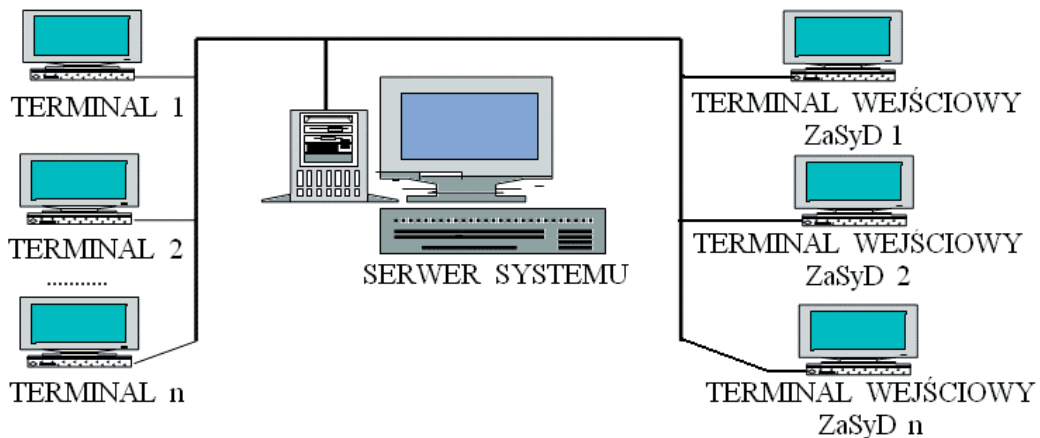 TERMINAL 1
TERMINAL 2
...........
TERMINAL n
SERWER SYSTEMU
TERMINAL WEJŚCIOWY
ZaSyD 1
TERMINAL WEJŚCIOWY
ZaSyD 2
TERMINAL WEJŚCIOWY
ZaSyD n